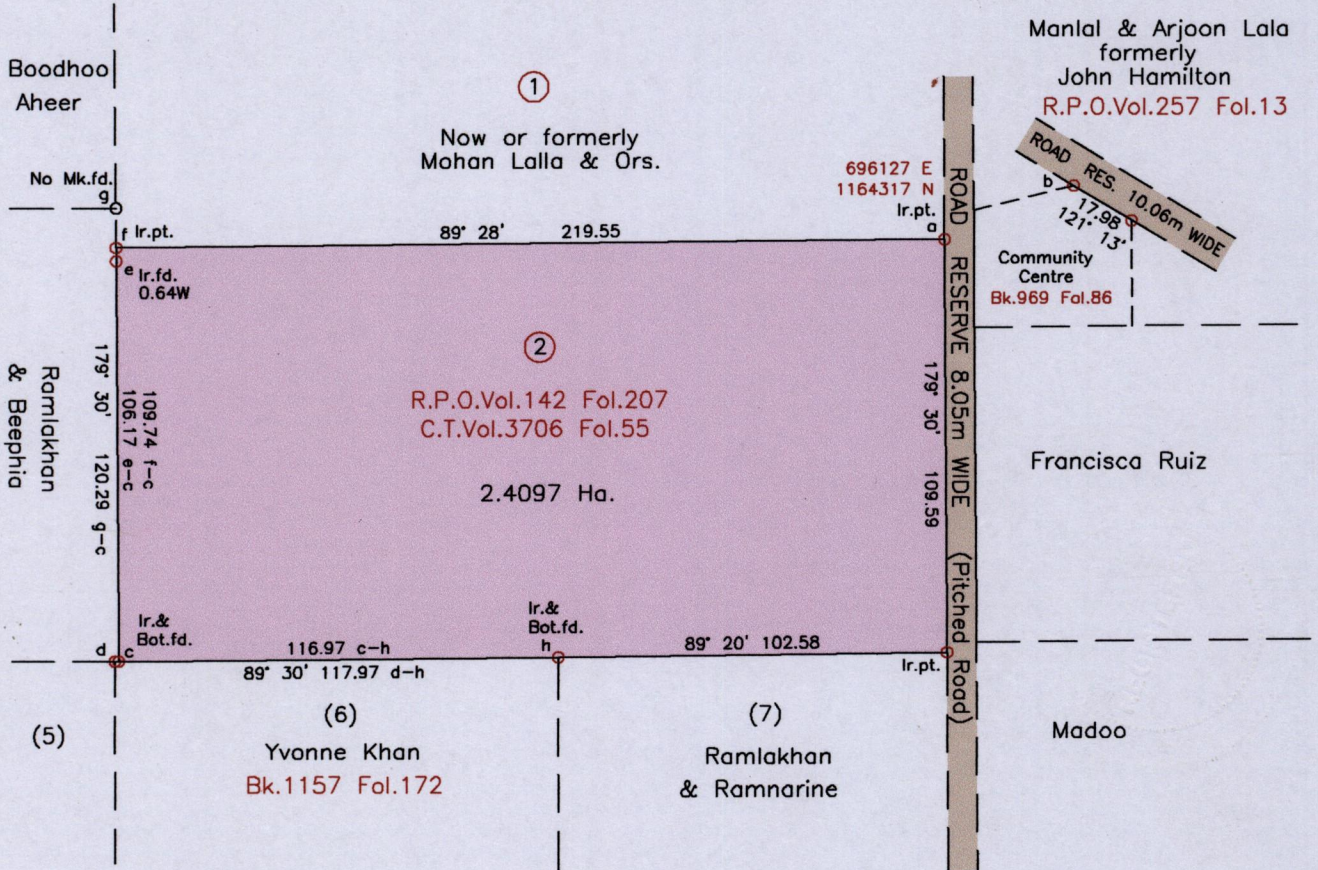 Manlal & Arjoon Lala
formerly
John Hamilton
R.P.O.Vol.257 Fol.13
Boodhoo
Aheer
1
Now or formerly
Mohan Lalla & Ors.
ROAD RES. 10.06m WIDE
696127 E
1164317 N
Ir.pt.
a
b
17.98
121° 13'
No Mk.fd.
g
f Ir.pt.
89° 28' 219.55
e Ir.fd.
0.64W
Community
Centre
Bk.969 Fol.86
ROAD RESERVE 8.05m WIDE (Pitched Road)
2
R.P.O.Vol.142 Fol.207
C.T.Vol.3706 Fol.55
2.4097 Ha.
Ramlakhan
& Beephia
109.74 f-c
106.17 e-c
179° 30' 120.29 g-c
179° 30' 109.59
Francisca Ruiz
Ir.&
Bot.fd.
d c
116.97 c-h
89° 30' 117.97 d-h
Ir.&
Bot.fd.
h
89° 20' 102.58
Ir.pt.
(5)
(6)
Yvonne Khan
Bk.1157 Fol.172
(7)
Ramlakhan
& Ramnarine
Madoo